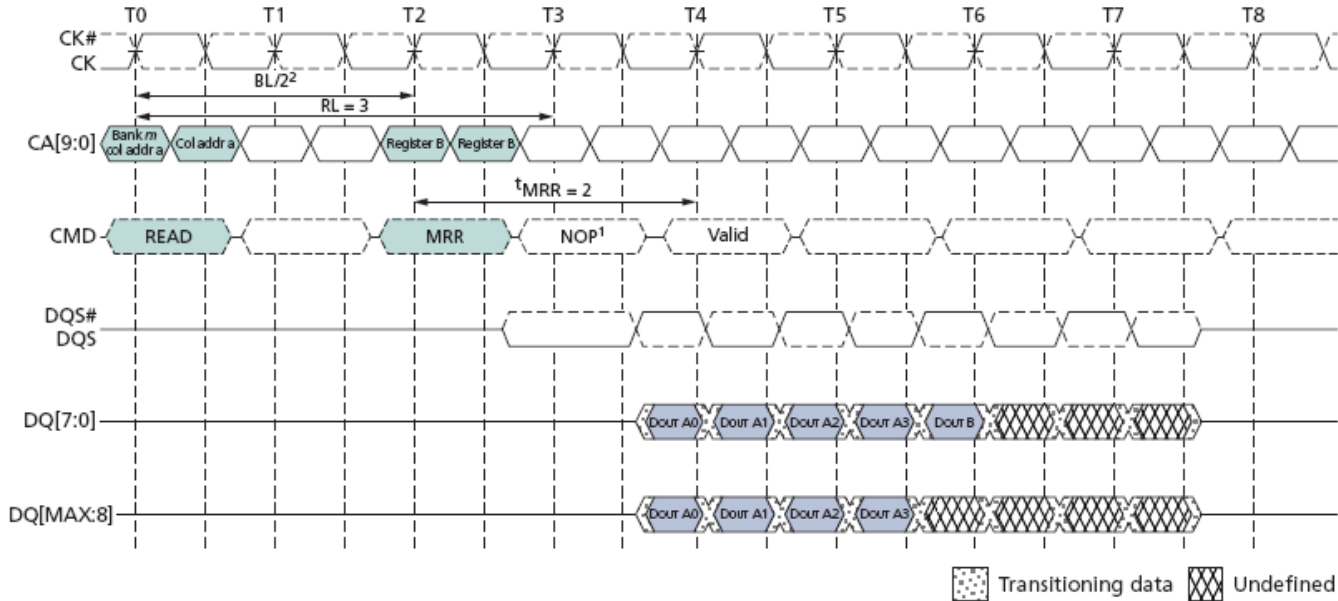 T0 T1 T2 T3 T4 T5 T6 T7 T8
CK#
CK
BL/2²
RL = 3
CA[9:0]
Bank m
col addr a
Col addr a
Register B
Register B
tMRR = 2
CMD
READ
MRR
NOP¹
Valid
DQS#
DQS
DQ[7:0]
DOUT A0 DOUT A1 DOUT A2 DOUT A3 DOUT B
DQ[MAX:8]
DOUT A0 DOUT A1 DOUT A2 DOUT A3
Transitioning data
Undefined